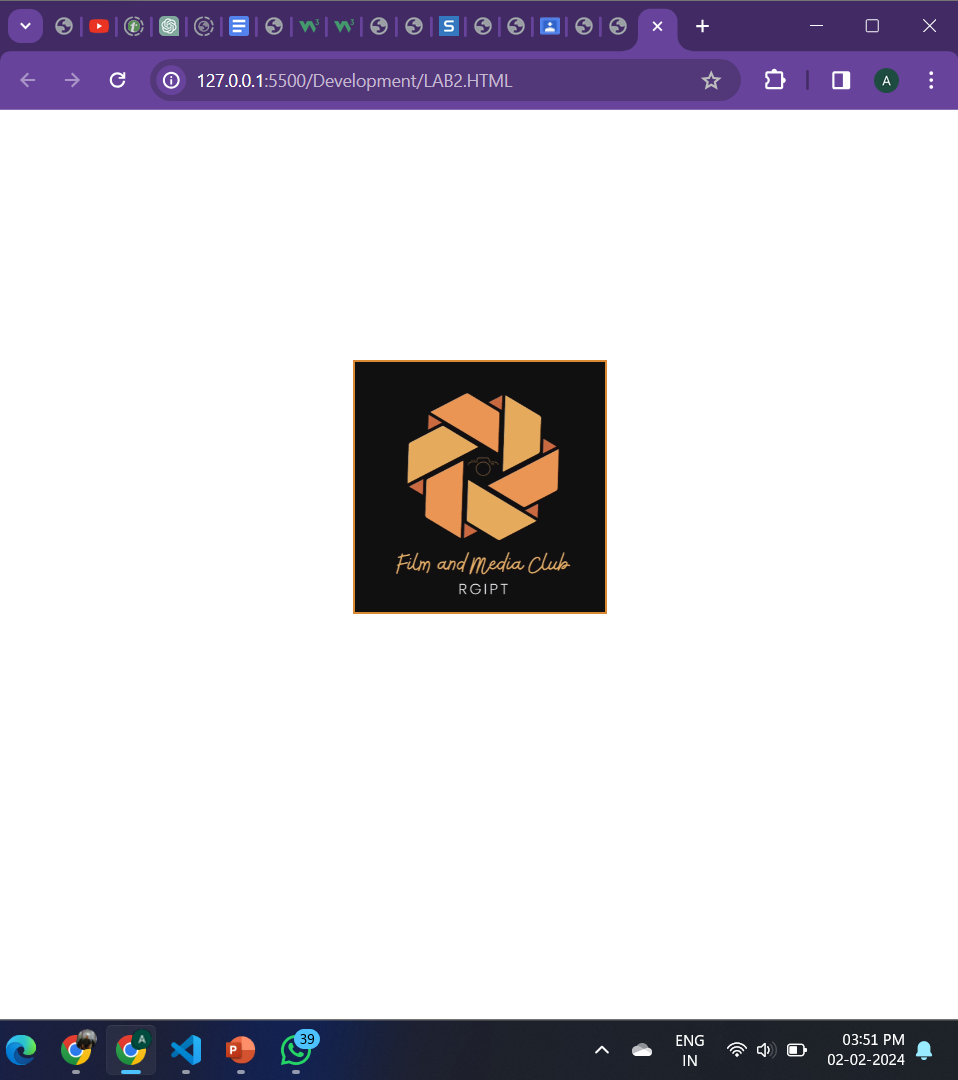 127.0.0.1:5500/Development/LAB2.HTML
A
Film and Media Club
RGIPT
A
39
ENG
IN
03:51 PM
02-02-2024